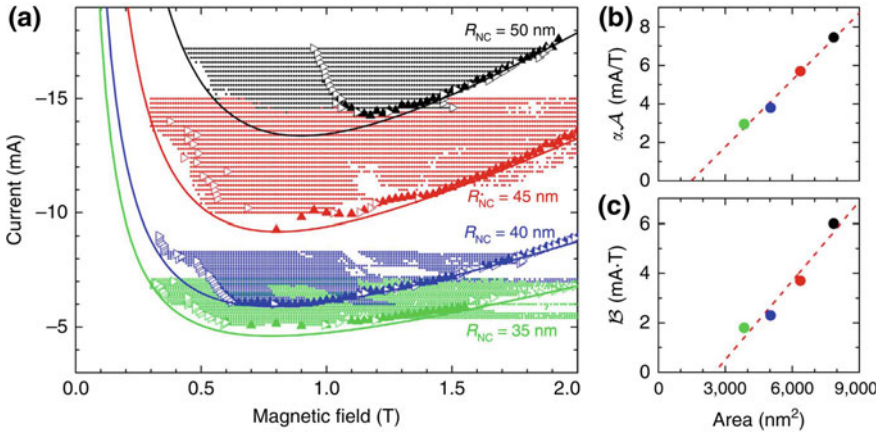 (a)
R_NC = 50 nm
R_NC = 45 nm
R_NC = 40 nm
R_NC = 35 nm
−15
−10
−5
Current (mA)
0.0 0.5 1.0 1.5 2.0
Magnetic field (T)
(b)
8
6
4
2
0
α𝒜 (mA/T)
(c)
6
4
2
0
ℬ (mA·T)
0 3,000 6,000 9,000
Area (nm²)